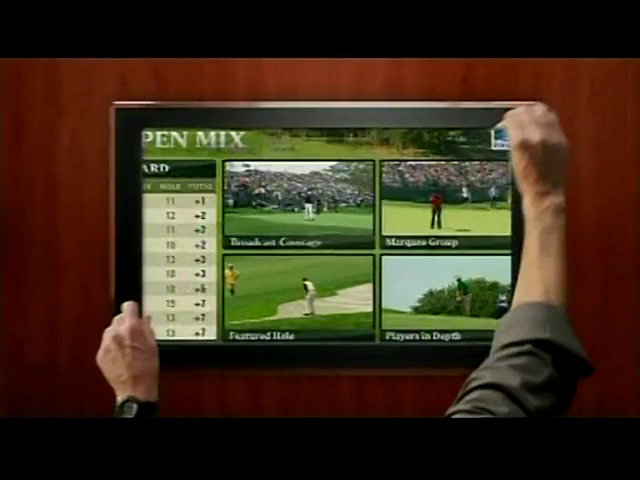 PEN MIX
ARD
HOLE TOTAL
11 +1
12 +2
11 +2
18 +2
13 +3
18 +3
18 +6
15 +7
12 +7
13 +7
Broadcast Coverage
Marquee Group
Featured Hole
Players in Depth